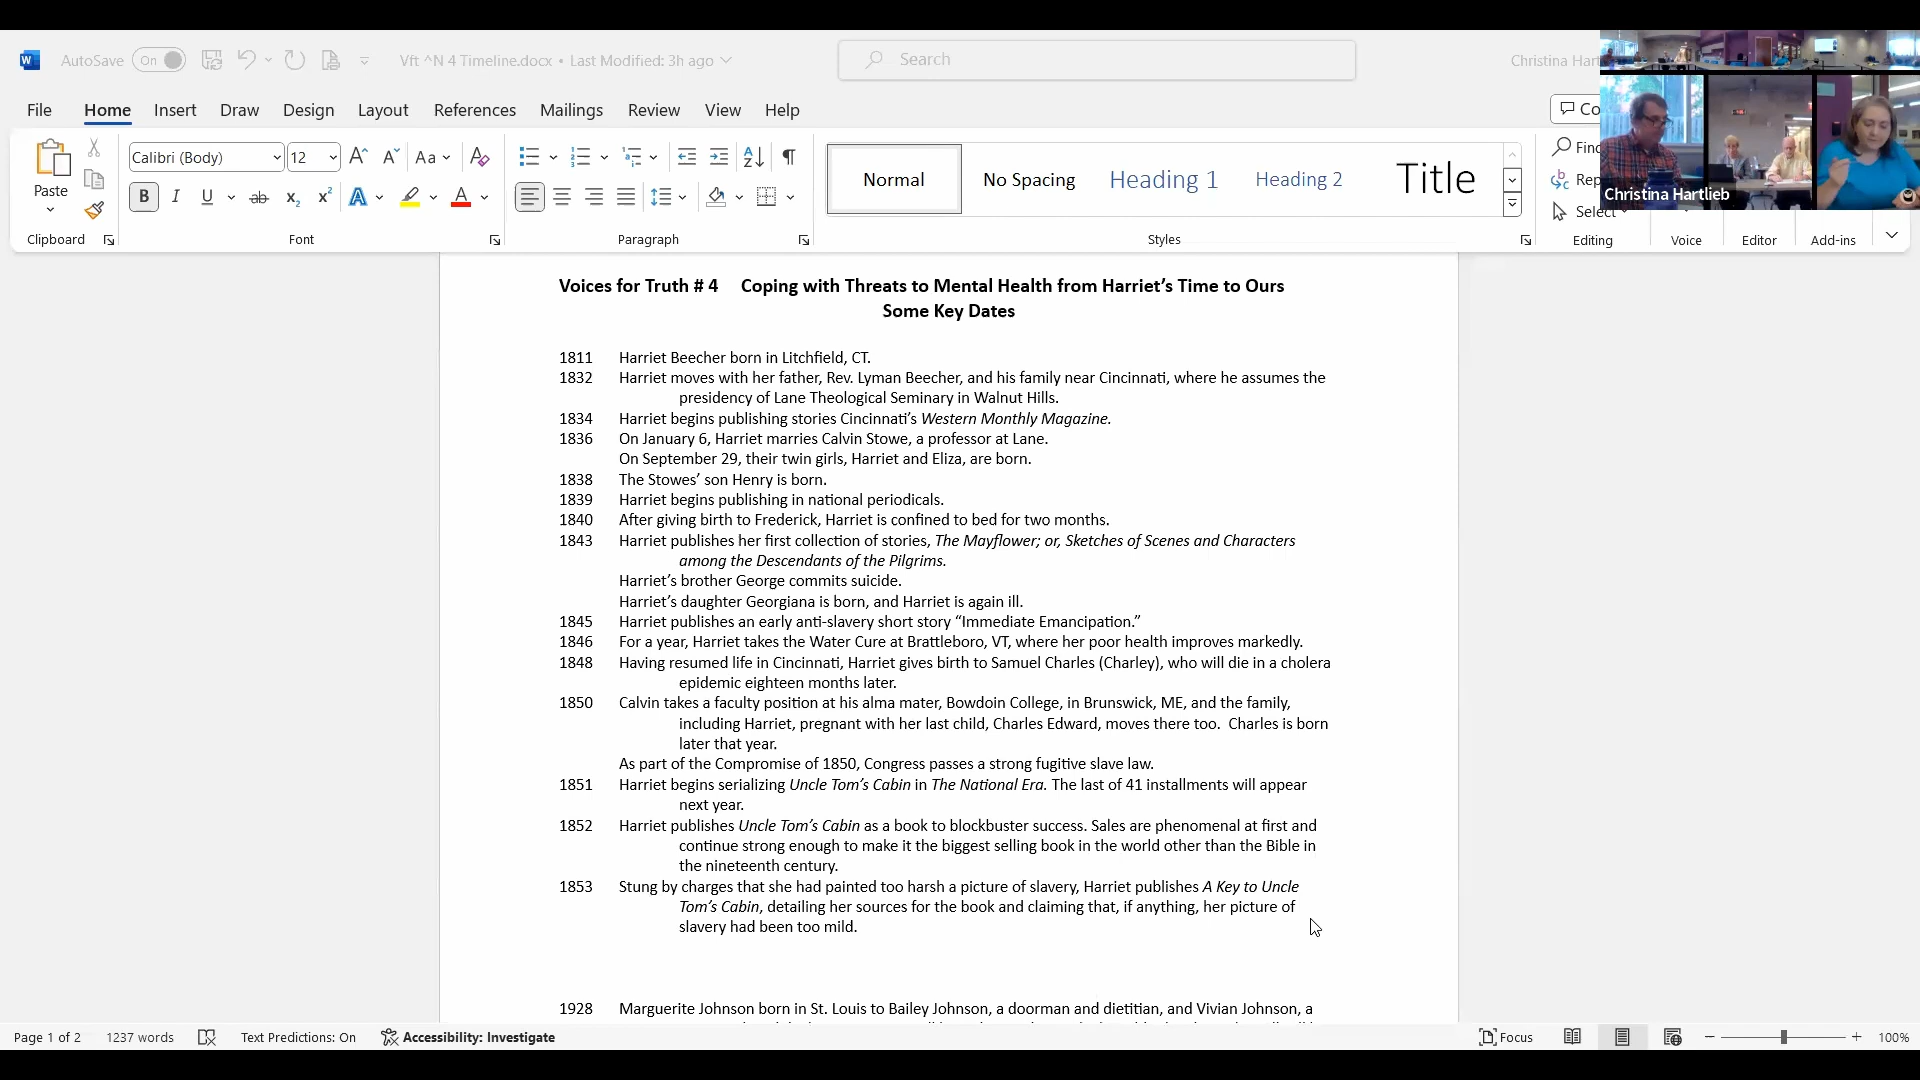 AutoSave On Vft ^N 4 Timeline.docx • Last Modified: 3h ago Search Christina Hart
File Home Insert Draw Design Layout References Mailings Review View Help Co
Paste Calibri (Body) 12 Normal No Spacing Heading 1 Heading 2 Title Find
Rep
Select
Christina Hartlieb
Clipboard Font Paragraph Styles Editing Voice Editor Add-ins
Voices for Truth # 4 Coping with Threats to Mental Health from Harriet’s Time to Ours
Some Key Dates
1811 Harriet Beecher born in Litchfield, CT.
1832 Harriet moves with her father, Rev. Lyman Beecher, and his family near Cincinnati, where he assumes the
presidency of Lane Theological Seminary in Walnut Hills.
1834 Harriet begins publishing stories Cincinnati’s Western Monthly Magazine.
1836 On January 6, Harriet marries Calvin Stowe, a professor at Lane.
On September 29, their twin girls, Harriet and Eliza, are born.
1838 The Stowes’ son Henry is born.
1839 Harriet begins publishing in national periodicals.
1840 After giving birth to Frederick, Harriet is confined to bed for two months.
1843 Harriet publishes her first collection of stories, The Mayflower; or, Sketches of Scenes and Characters
among the Descendants of the Pilgrims.
Harriet’s brother George commits suicide.
Harriet’s daughter Georgiana is born, and Harriet is again ill.
1845 Harriet publishes an early anti-slavery short story “Immediate Emancipation.”
1846 For a year, Harriet takes the Water Cure at Brattleboro, VT, where her poor health improves markedly.
1848 Having resumed life in Cincinnati, Harriet gives birth to Samuel Charles (Charley), who will die in a cholera
epidemic eighteen months later.
1850 Calvin takes a faculty position at his alma mater, Bowdoin College, in Brunswick, ME, and the family,
including Harriet, pregnant with her last child, Charles Edward, moves there too. Charles is born
later that year.
As part of the Compromise of 1850, Congress passes a strong fugitive slave law.
1851 Harriet begins serializing Uncle Tom’s Cabin in The National Era. The last of 41 installments will appear
next year.
1852 Harriet publishes Uncle Tom’s Cabin as a book to blockbuster success. Sales are phenomenal at first and
continue strong enough to make it the biggest selling book in the world other than the Bible in
the nineteenth century.
1853 Stung by charges that she had painted too harsh a picture of slavery, Harriet publishes A Key to Uncle
Tom’s Cabin, detailing her sources for the book and claiming that, if anything, her picture of
slavery had been too mild.
1928 Marguerite Johnson born in St. Louis to Bailey Johnson, a doorman and dietitian, and Vivian Johnson, a
Page 1 of 2 1237 words Text Predictions: On Accessibility: Investigate Focus 100%